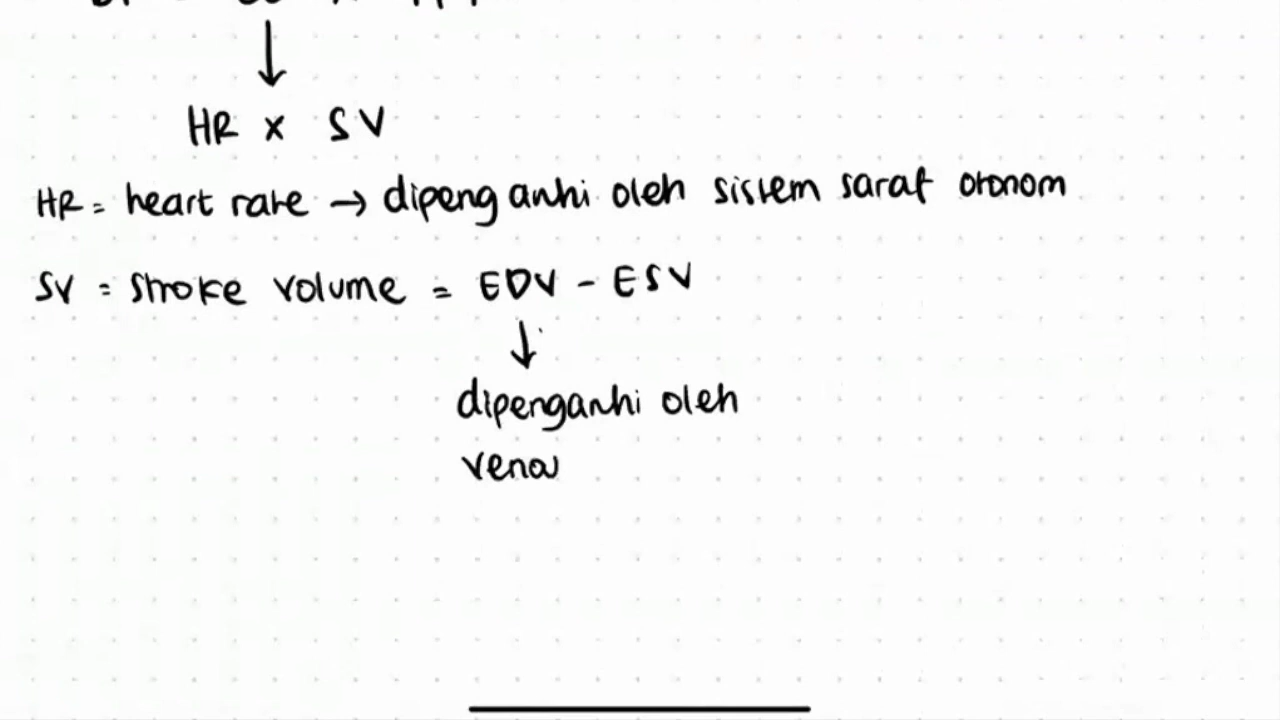 HR x SV
HR = heart rate → dipengaruhi oleh sistem saraf otonom
SV = stroke volume = EDV - ESV
↓
dipengaruhi oleh
vena